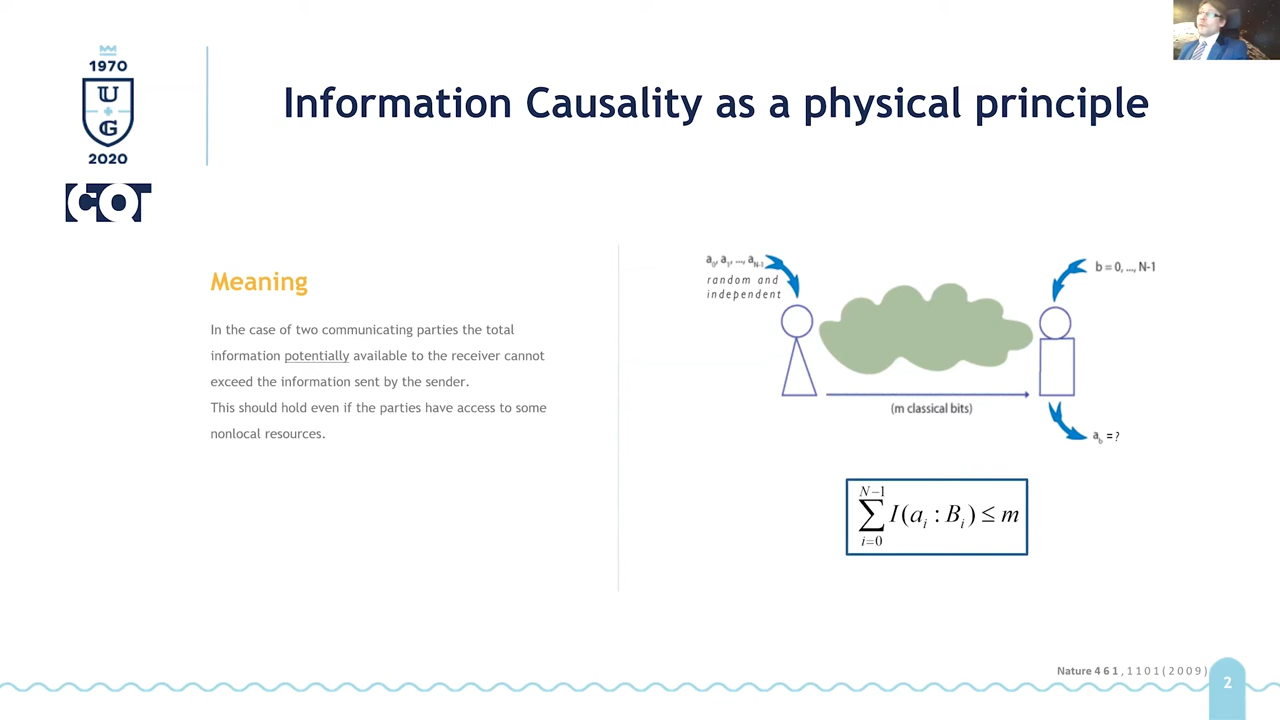 1970
UG
2020
ICQT
Information Causality as a physical principle
Meaning
In the case of two communicating parties the total
information potentially available to the receiver cannot
exceed the information sent by the sender.
This should hold even if the parties have access to some
nonlocal resources.
a₀, a₁, ..., a_N-1
random and
independent
b = 0, ..., N-1
(m classical bits)
a_b = ?
N−1
∑ I(a_i : B_i) ≤ m
i=0
Nature 461, 1101(2009)
2